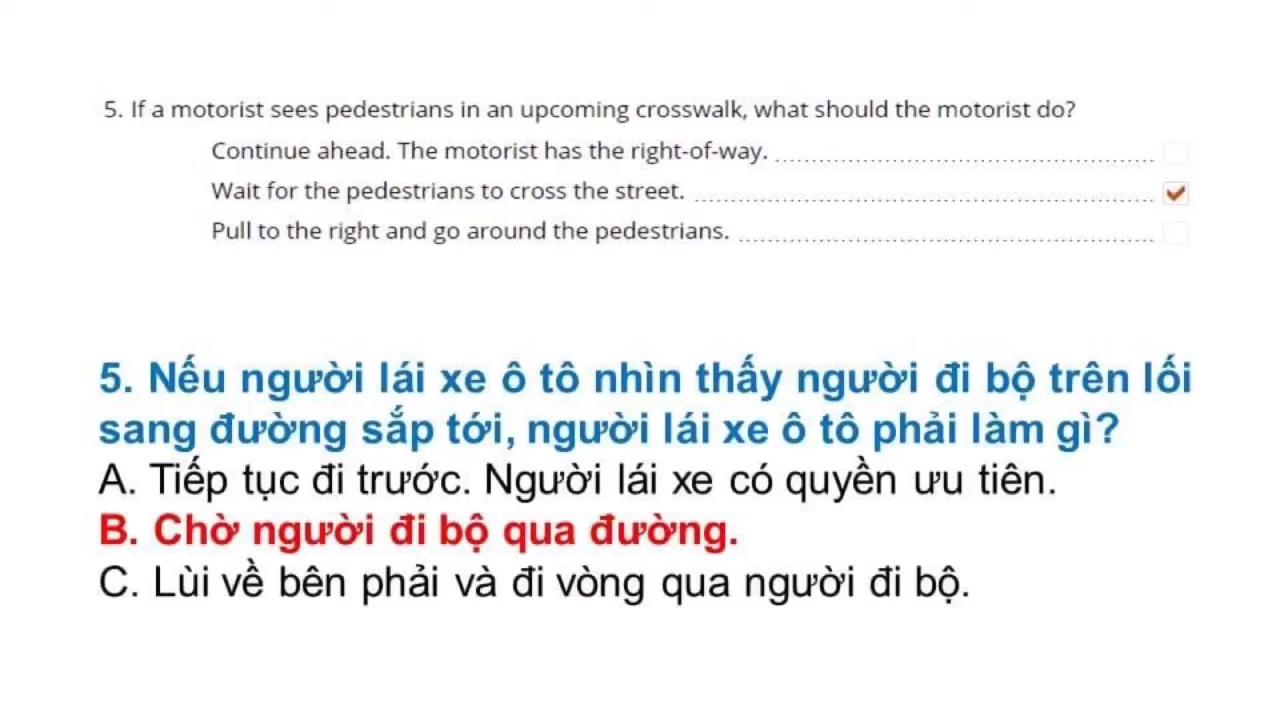 5. If a motorist sees pedestrians in an upcoming crosswalk, what should the motorist do?
Continue ahead. The motorist has the right-of-way.
Wait for the pedestrians to cross the street.
Pull to the right and go around the pedestrians.
5. Nếu người lái xe ô tô nhìn thấy người đi bộ trên lối
sang đường sắp tới, người lái xe ô tô phải làm gì?
A. Tiếp tục đi trước. Người lái xe có quyền ưu tiên.
B. Chờ người đi bộ qua đường.
C. Lùi về bên phải và đi vòng qua người đi bộ.